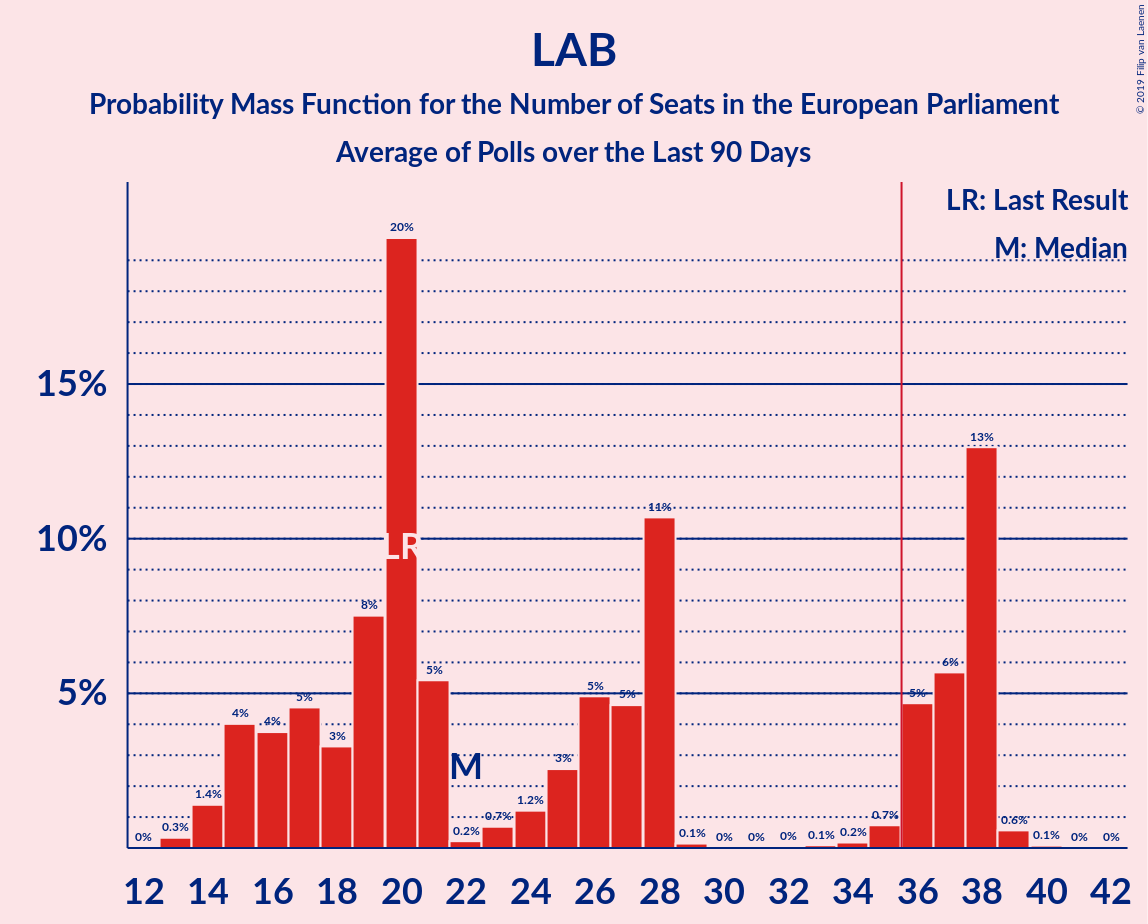 LAB
Probability Mass Function for the Number of Seats in the European Parliament
Average of Polls over the Last 90 Days
© 2019 Filip van Laenen
LR: Last Result
M: Median
15%
10%
5%
0% 0.3% 1.4% 4% 4% 5% 3% 8% 20% 5% 0.2% 0.7% 1.2% 3% 5% 5% 11% 0.1% 0% 0% 0% 0.1% 0.2% 0.7% 5% 6% 13% 0.6% 0.1% 0% 0%
LR
M
12 14 16 18 20 22 24 26 28 30 32 34 36 38 40 42